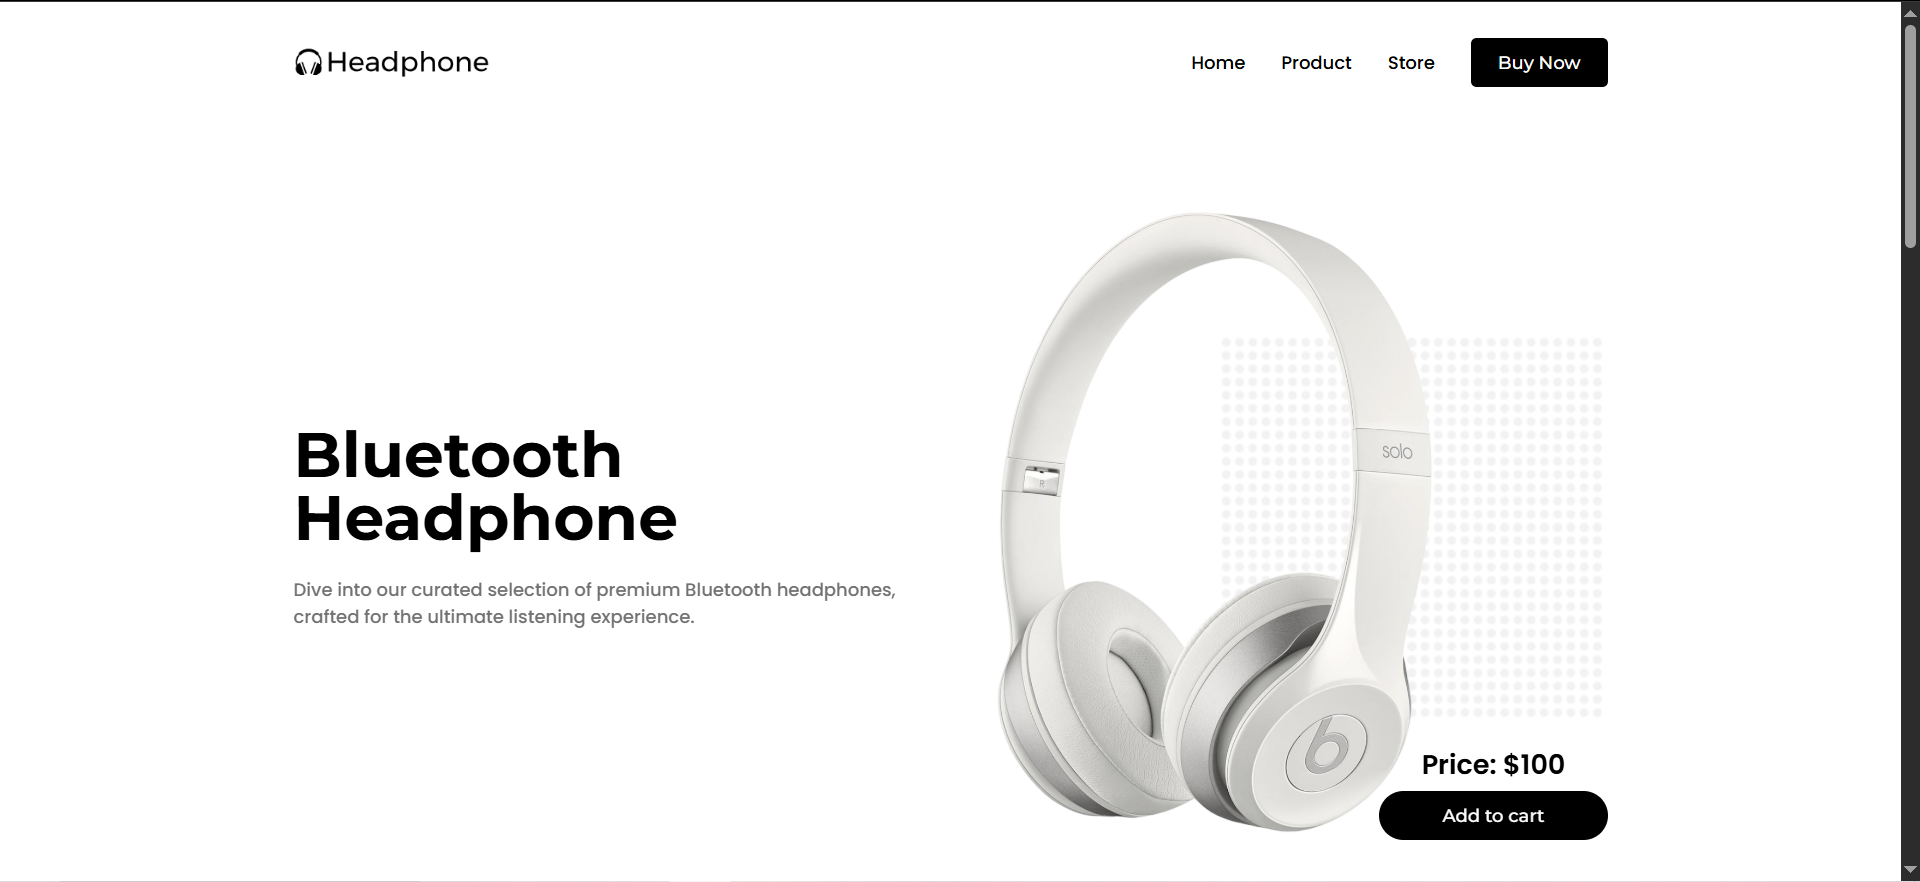 Headphone
Home
Product
Store
Buy Now
solo
R
Bluetooth
Headphone
Dive into our curated selection of premium Bluetooth headphones,
crafted for the ultimate listening experience.
b
Price: $100
Add to cart